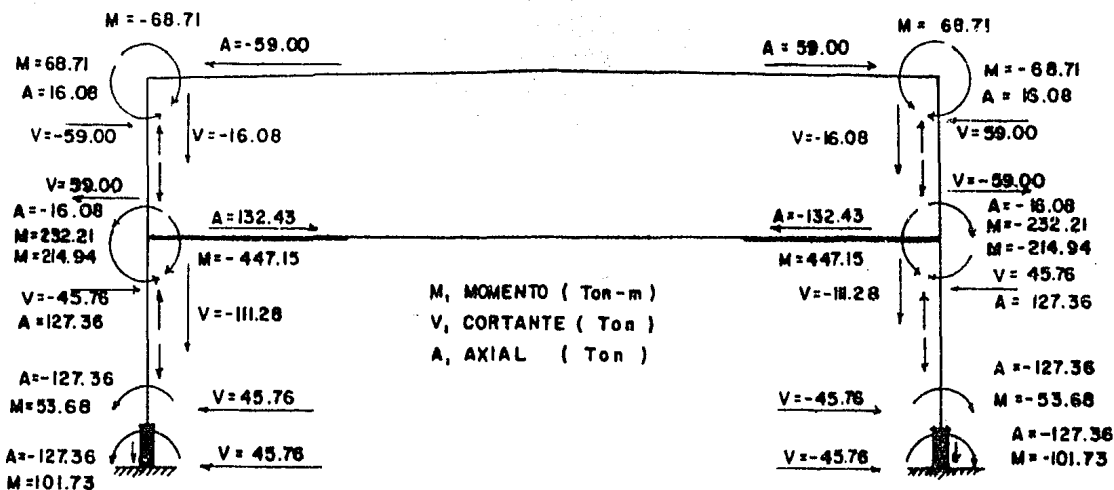 M=-68.71
A=-59.00
M=68.71
A=16.08
V=-59.00
V=-16.08
V=59.00
A=-16.08
M=232.21
M=214.94
A=132.43
M=-447.15
V=-45.76
A=127.36
V=-111.28
A=-127.36
M=53.68
V=45.76
A=-127.36
M=101.73
V=45.76
M, MOMENTO ( Ton-m)
V, CORTANTE ( Ton )
A, AXIAL ( Ton )
M= 68.71
A= 59.00
M=-68.71
A= 16.08
V=59.00
V=-16.08
V=-59.00
A=-16.08
M=-232.21
M=-214.94
A=-132.43
M=447.15
V= 45.76
A= 127.36
V=-111.28
A=-127.36
M=-53.68
V=-45.76
A=-127.36
M=-101.73
V=-45.76